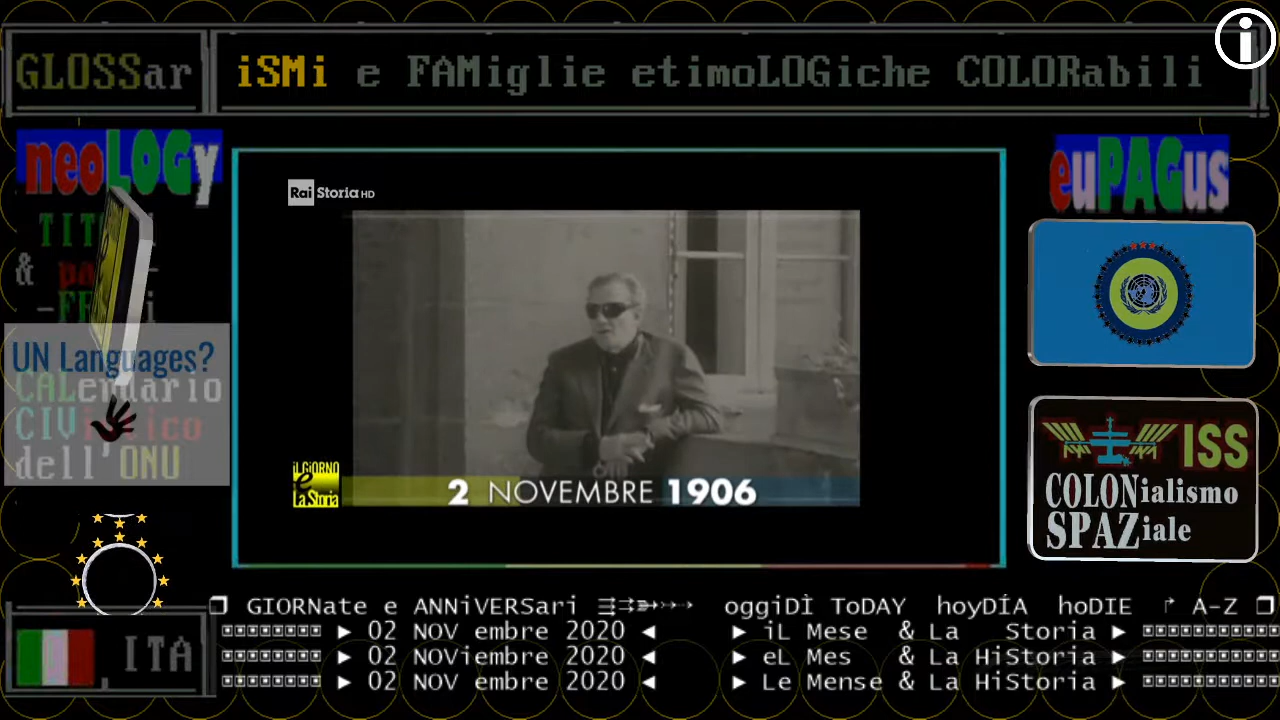 GLOSSar
iSMi e FAMiglie etimoLOGiche COLORabili
i
neoLOGy
euPAGus
Rai Storia HD
UN Languages?
CALendario
CIVico
dell'ONU
iL GiORNO
e
La Storia
2 NOVEMBRE 1906
ISS
COLONialismo
SPAZiale
GIORNate e ANNiVERSari oggiDÌ ToDAY hoyDÍA hoDIE A-Z
02 NOV embre 2020 iL Mese & La Storia
02 NOViembre 2020 eL Mes & La HiStoria
02 NOV embre 2020 Le Mense & La HiStoria
ITA